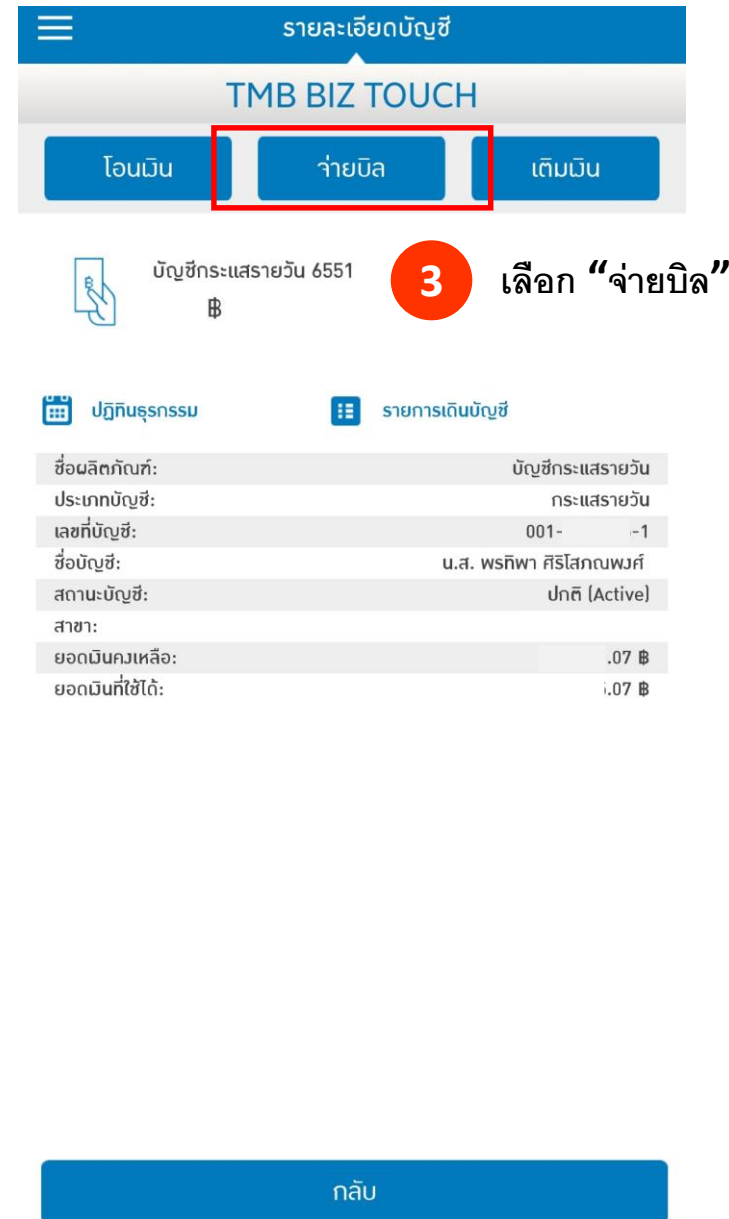 รายละเอียดบัญชี
TMB BIZ TOUCH
โอนเงิน จ่ายบิล เติมเงิน
บัญชีกระแสรายวัน 6551
฿
3 เลือก “จ่ายบิล”
ปฏิทินธุรกรรม รายการเดินบัญชี
ชื่อผลิตภัณฑ์: บัญชีกระแสรายวัน
ประเภทบัญชี: กระแสรายวัน
เลขที่บัญชี: 001- -1
ชื่อบัญชี: น.ส. พรทิพา ศิริโสภณพงศ์
สถานะบัญชี: ปกติ (Active)
สาขา:
ยอดเงินคงเหลือ: .07 ฿
ยอดเงินที่ใช้ได้: .07 ฿
กลับ